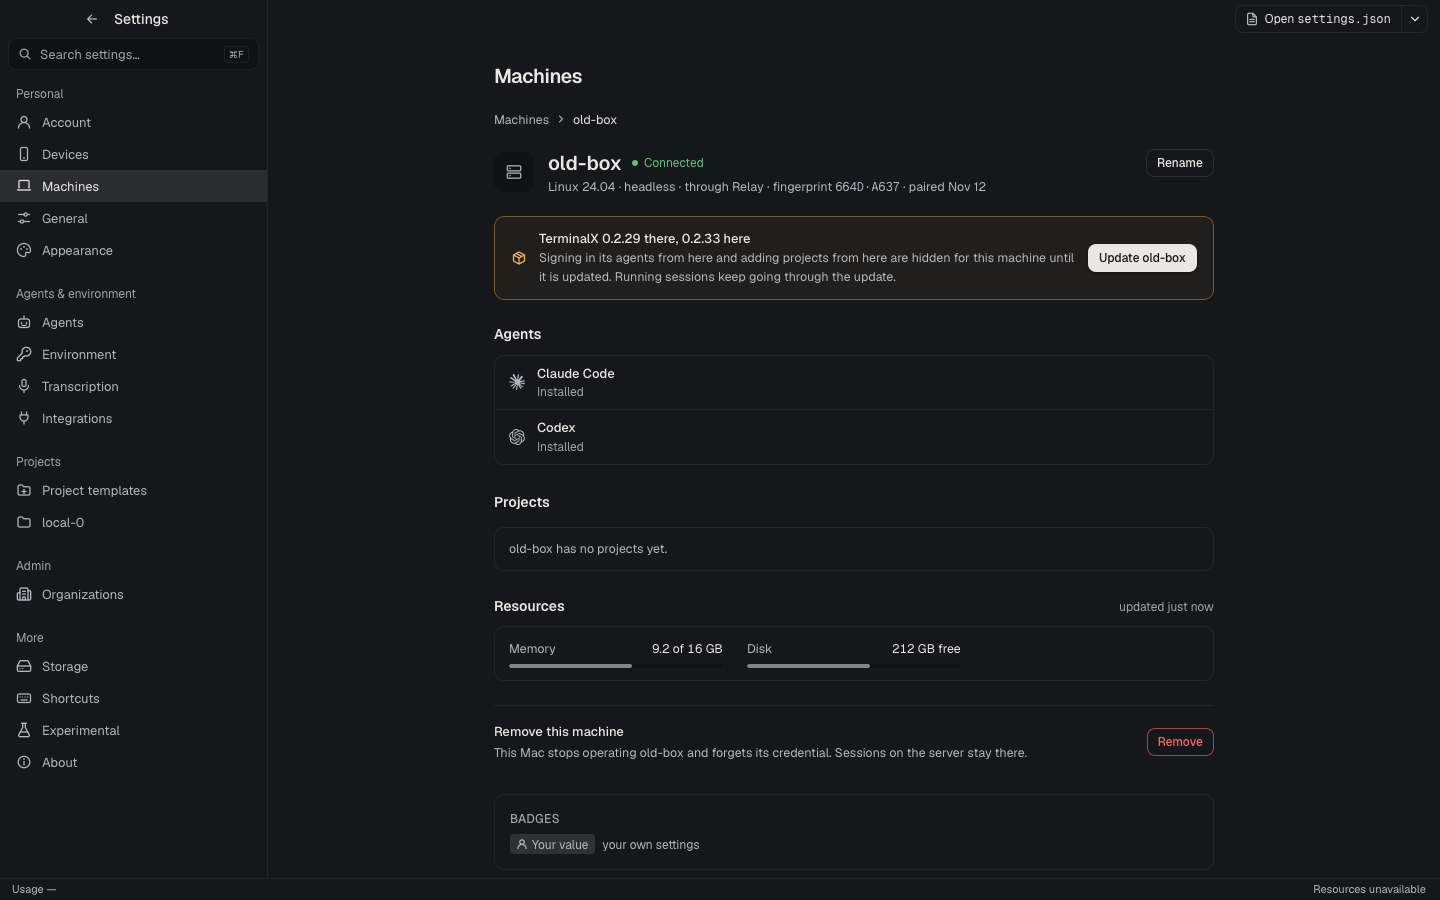 Settings
Open settings.json
Search settings...
⌘F
Personal
Account
Devices
Machines
General
Appearance
Agents & environment
Agents
Environment
Transcription
Integrations
Projects
Project templates
local-0
Admin
Organizations
More
Storage
Shortcuts
Experimental
About
Machines
Machines > old-box
old-box
Connected
Rename
Linux 24.04 · headless · through Relay · fingerprint 664D·A637 · paired Nov 12
TerminalX 0.2.29 there, 0.2.33 here
Signing in its agents from here and adding projects from here are hidden for this machine until
it is updated. Running sessions keep going through the update.
Update old-box
Agents
Claude Code
Installed
Codex
Installed
Projects
old-box has no projects yet.
Resources
updated just now
Memory
9.2 of 16 GB
Disk
212 GB free
Remove this machine
This Mac stops operating old-box and forgets its credential. Sessions on the server stay there.
Remove
BADGES
Your value
your own settings
Usage —
Resources unavailable